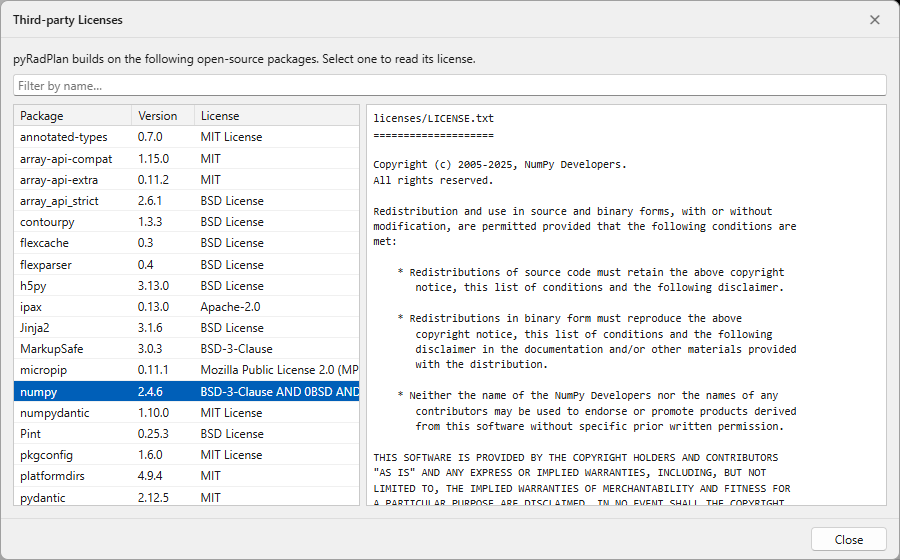 Third-party Licenses
pyRadPlan builds on the following open-source packages. Select one to read its license.
Filter by name...
Package Version License
annotated-types 0.7.0 MIT License
array-api-compat 1.15.0 MIT
array-api-extra 0.11.2 MIT
array_api_strict 2.6.1 BSD License
contourpy 1.3.3 BSD License
flexcache 0.3 BSD License
flexparser 0.4 BSD License
h5py 3.13.0 BSD License
ipax 0.13.0 Apache-2.0
Jinja2 3.1.6 BSD License
MarkupSafe 3.0.3 BSD-3-Clause
micropip 0.11.1 Mozilla Public License 2.0 (MP
numpy 2.4.6 BSD-3-Clause AND 0BSD AND
numpydantic 1.10.0 MIT License
Pint 0.25.3 BSD License
pkgconfig 1.6.0 MIT License
platformdirs 4.9.4 MIT
pydantic 2.12.5 MIT
licenses/LICENSE.txt
====================
Copyright (c) 2005-2025, NumPy Developers.
All rights reserved.
Redistribution and use in source and binary forms, with or without
modification, are permitted provided that the following conditions are
met:
* Redistributions of source code must retain the above copyright
notice, this list of conditions and the following disclaimer.
* Redistributions in binary form must reproduce the above
copyright notice, this list of conditions and the following
disclaimer in the documentation and/or other materials provided
with the distribution.
* Neither the name of the NumPy Developers nor the names of any
contributors may be used to endorse or promote products derived
from this software without specific prior written permission.
THIS SOFTWARE IS PROVIDED BY THE COPYRIGHT HOLDERS AND CONTRIBUTORS
"AS IS" AND ANY EXPRESS OR IMPLIED WARRANTIES, INCLUDING, BUT NOT
LIMITED TO, THE IMPLIED WARRANTIES OF MERCHANTABILITY AND FITNESS FOR
A PARTICULAR PURPOSE ARE DISCLAIMED. IN NO EVENT SHALL THE COPYRIGHT
Close